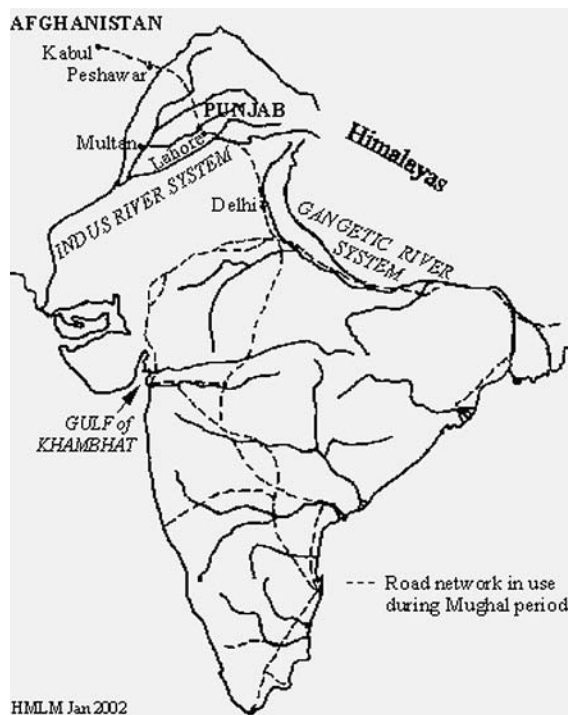 AFGHANISTAN
Kabul
Peshawar
PUNJAB
Multan
Lahore
Himalayas
INDUS RIVER SYSTEM
Delhi
GANGETIC RIVER
SYSTEM
GULF of
KHAMBHAT
--- Road network in use
during Mughal period
HMLM Jan 2002